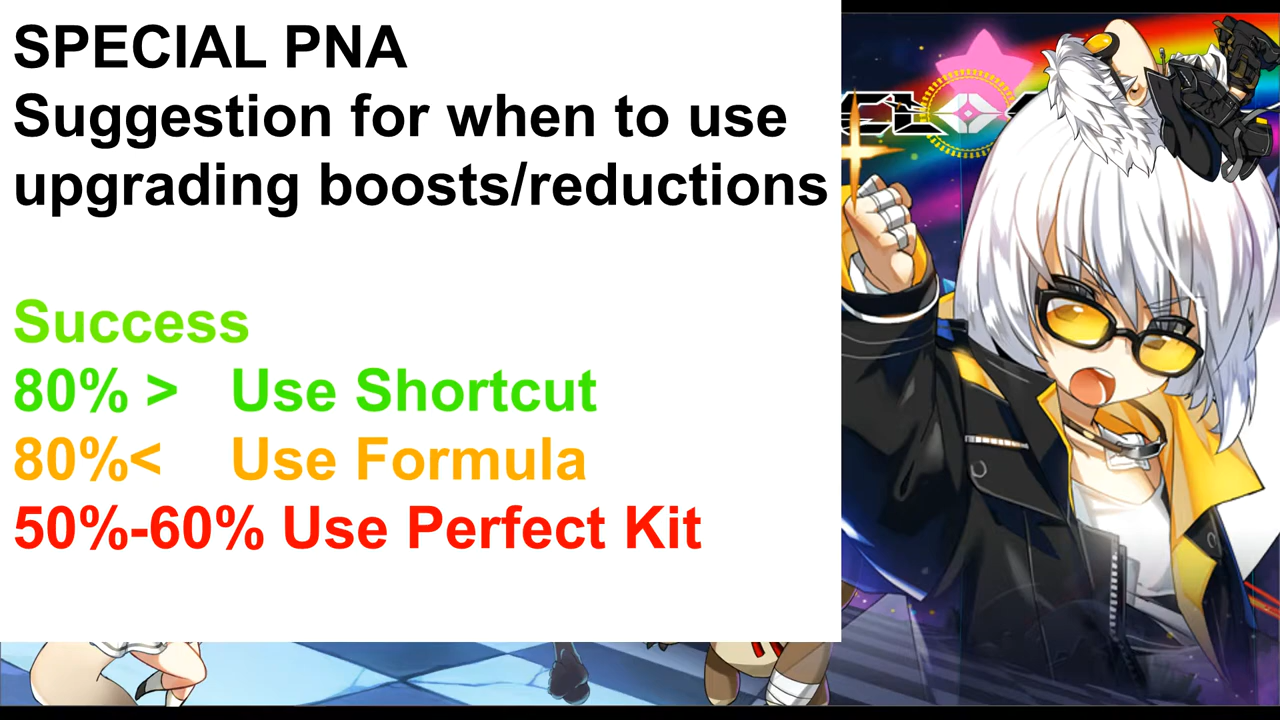 SPECIAL PNA
Suggestion for when to use
upgrading boosts/reductions
Success
80% > Use Shortcut
80%< Use Formula
50%-60% Use Perfect Kit